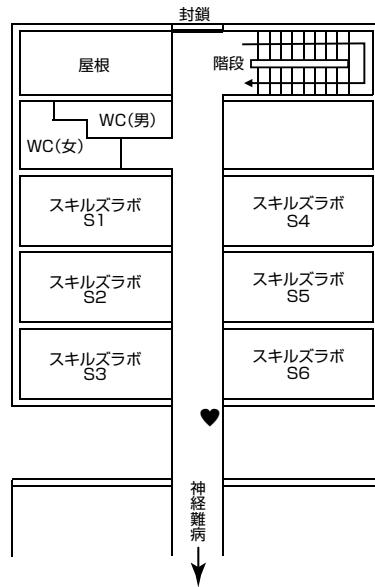 封鎖
屋根
階段
WC(男)
WC(女)
スキルズラボ
S1
スキルズラボ
S4
スキルズラボ
S2
スキルズラボ
S5
スキルズラボ
S3
スキルズラボ
S6
神経難病